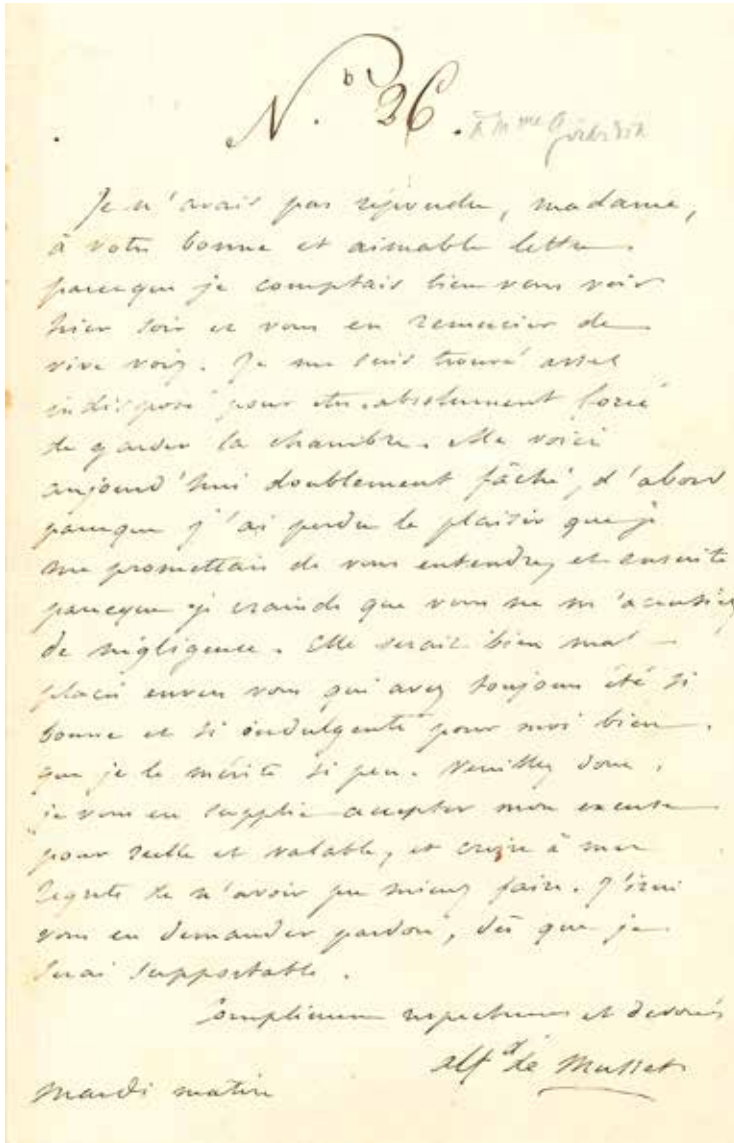 N.º 36. à Mme Girardin
Je n'avais pas répondu, madame,
à votre bonne et aimable lettre.
parceque je comptais bien vous voir
hier soir et vous en remercier de
vive voix. Je me suis trouvé assez
indisposé pour être absolument forcé
de garder la chambre. Me voici
aujourd'hui doublement fâché, d'abord
parceque j'ai perdu le plaisir que je
me promettais de vous entendre, et ensuite
parceque je crains que vous ne m'accusiez
de négligence. Elle serait bien mal
placée envers vous qui avez toujours été si
bonne et si indulgente pour moi bien
que je le mérite si peu. Veuillez donc,
je vous en supplie accepter mon excuse
pour réelle et valable, et croire à mes
regrets de n'avoir pu mieux faire. J'irai
vous en demander pardon, dès que je
serai supportable.
Compliments respectueux et dévoués
Alfd de Musset
mardi matin